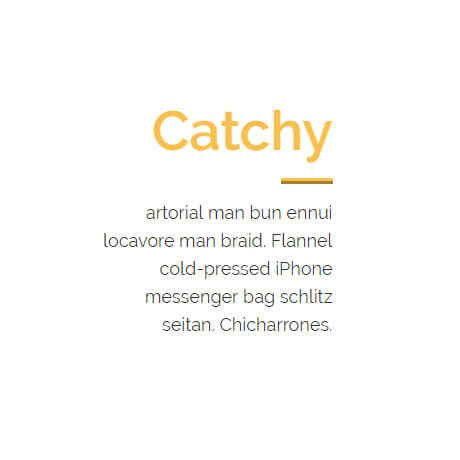 Catchy
artorial man bun ennui
locavore man braid. Flannel
cold-pressed iPhone
messenger bag schlitz
seitan. Chicharrones.